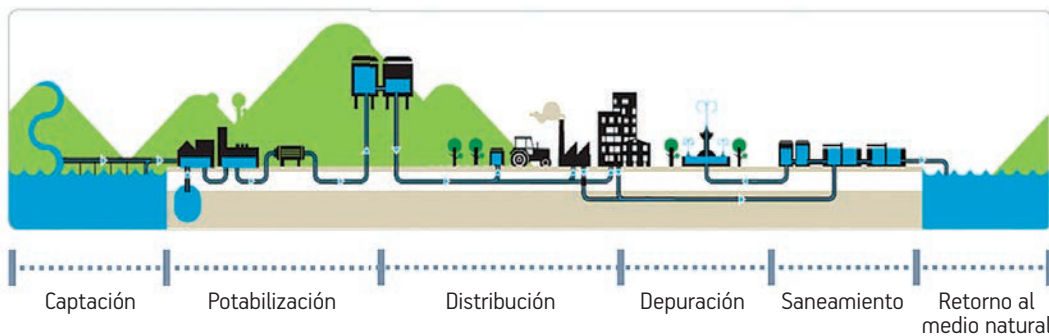 Captación
Potabilización
Distribución
Depuración
Saneamiento
Retorno al
medio natural